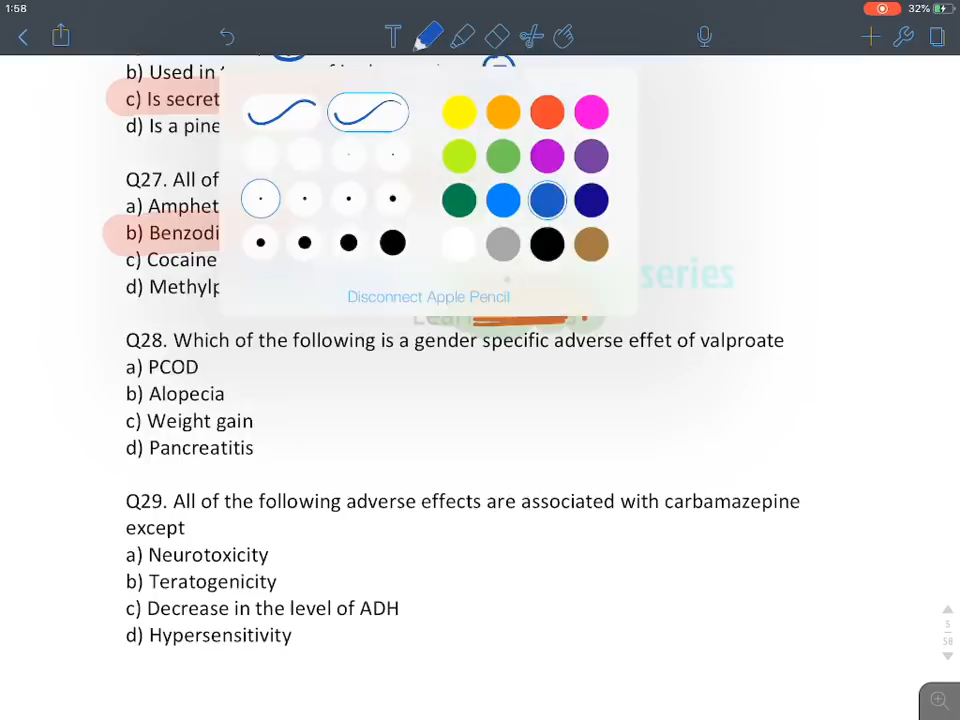 1:58
32%
b) Used in
c) Is secret
d) Is a pine
Q27. All of
a) Amphet
b) Benzodi
c) Cocaine
d) Methylp
Disconnect Apple Pencil
series
Learn
Q28. Which of the following is a gender specific adverse effet of valproate
a) PCOD
b) Alopecia
c) Weight gain
d) Pancreatitis
Q29. All of the following adverse effects are associated with carbamazepine
except
a) Neurotoxicity
b) Teratogenicity
c) Decrease in the level of ADH
d) Hypersensitivity
5
58